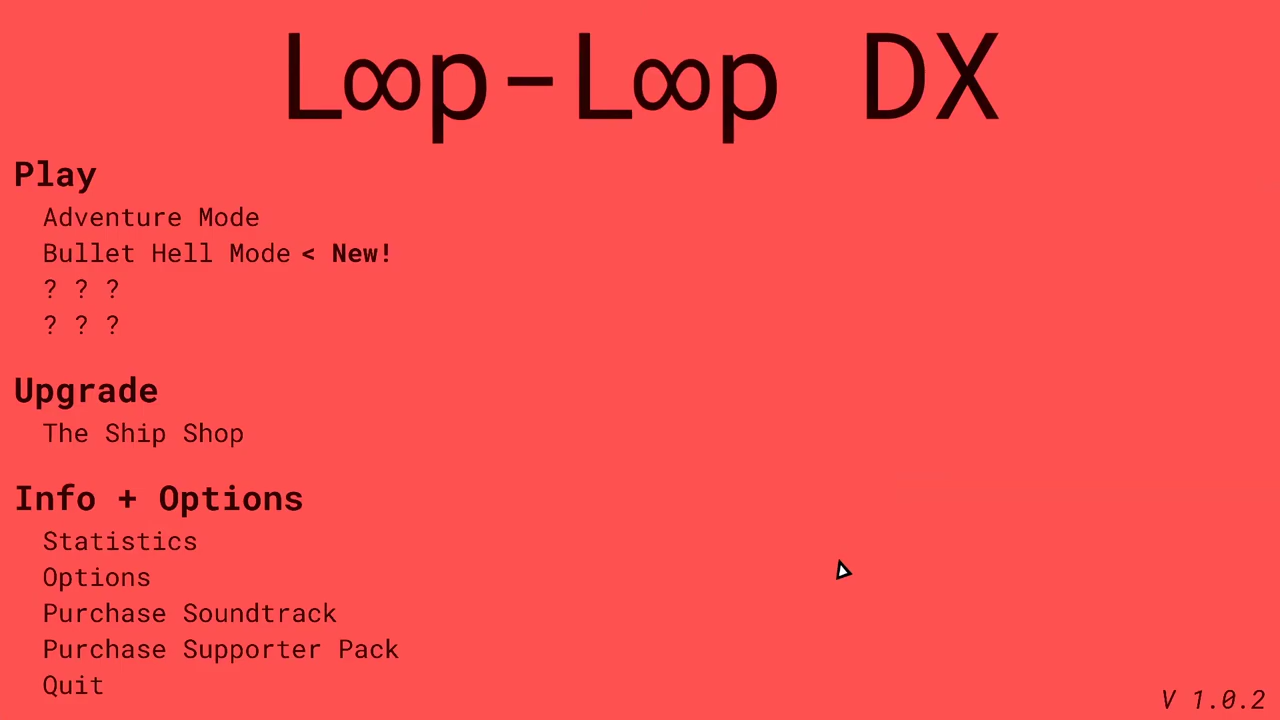 L∞p-L∞p DX
Play
Adventure Mode
Bullet Hell Mode < New!
? ? ?
? ? ?
Upgrade
The Ship Shop
Info + Options
Statistics
Options
Purchase Soundtrack
Purchase Supporter Pack
Quit
V 1.0.2